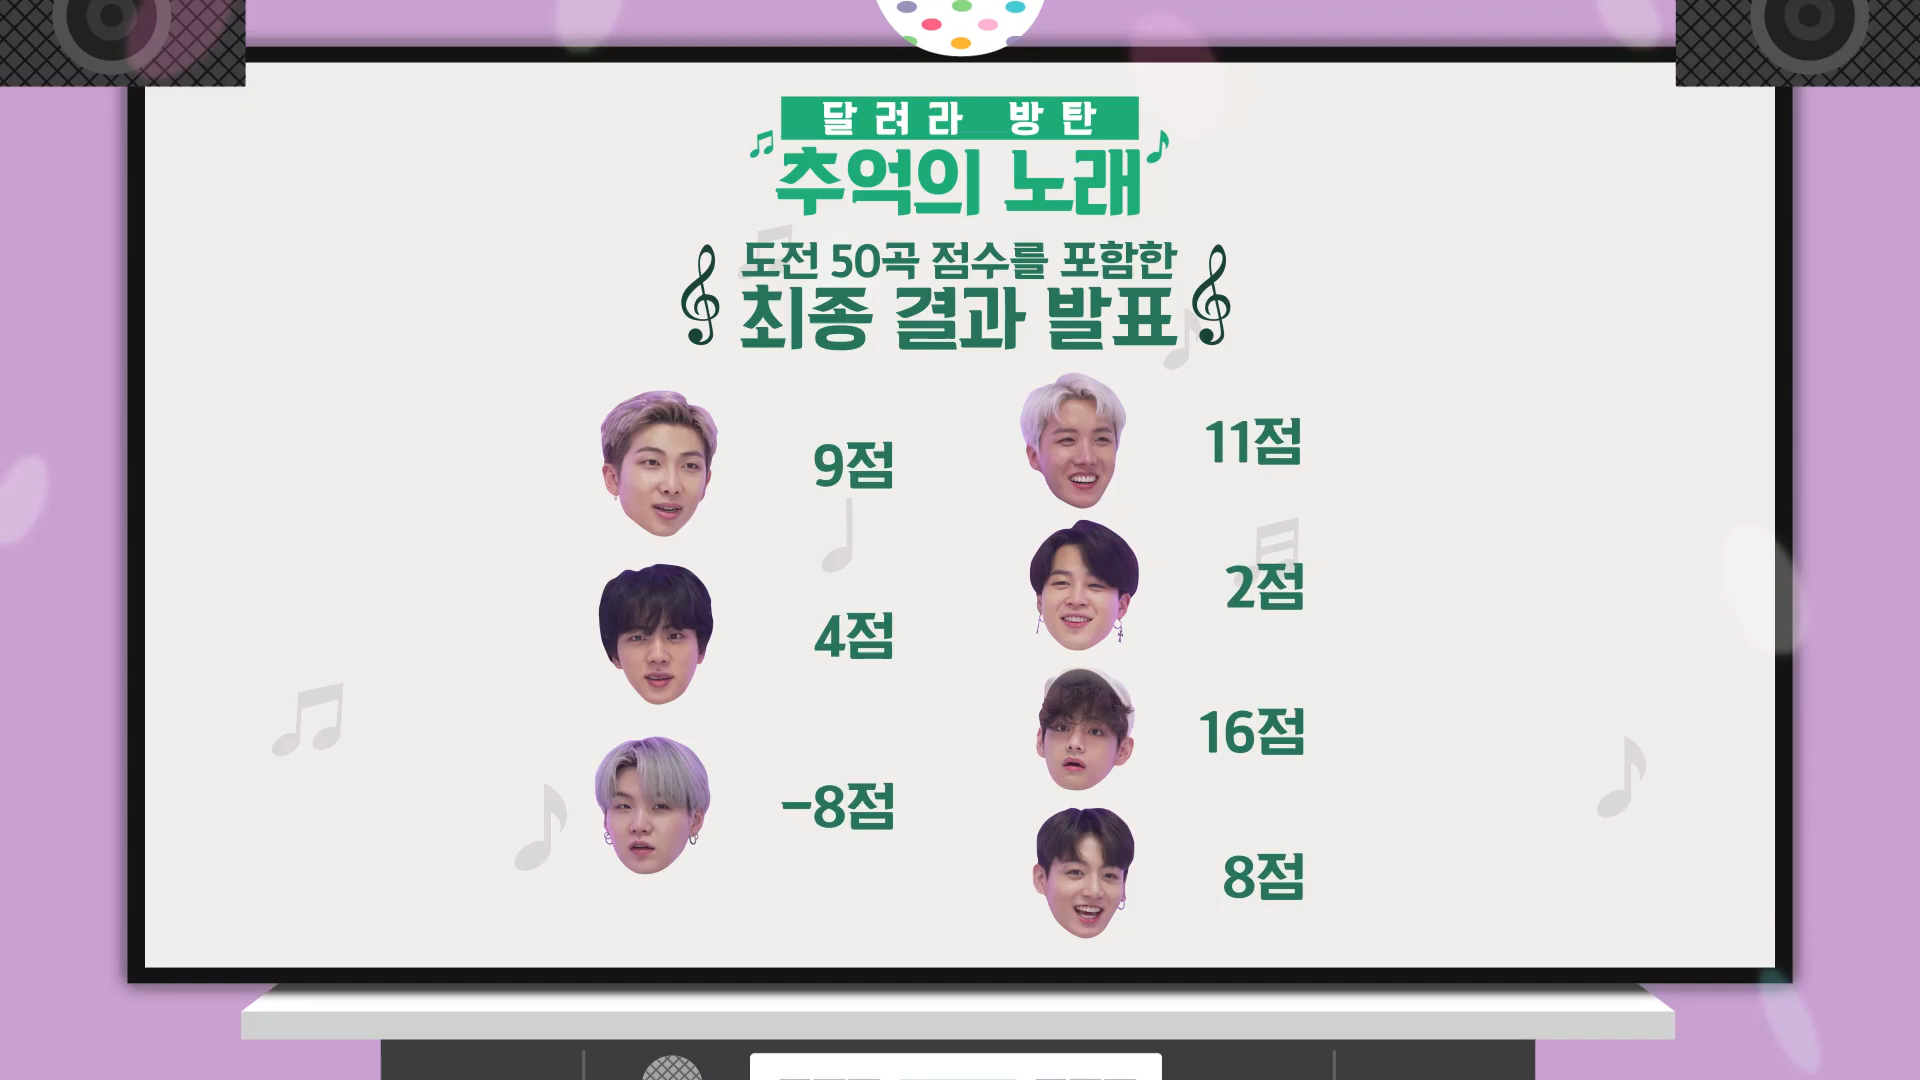 달려라 방탄
추억의 노래
도전 50곡 점수를 포함한
최종 결과 발표
9점
4점
-8점
11점
2점
16점
8점